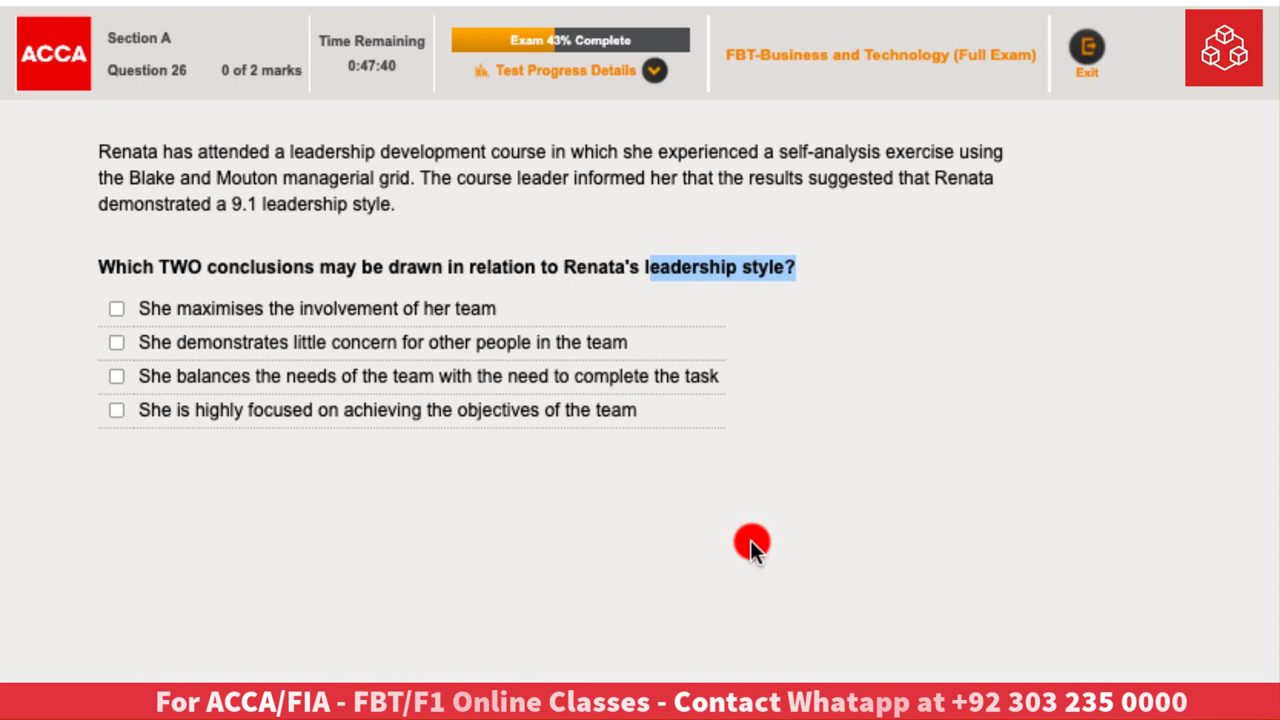 ACCA
Section A
Question 26
0 of 2 marks
Time Remaining
0:47:40
Exam 43% Complete
Test Progress Details
FBT-Business and Technology (Full Exam)
Exit
Renata has attended a leadership development course in which she experienced a self-analysis exercise using
the Blake and Mouton managerial grid. The course leader informed her that the results suggested that Renata
demonstrated a 9.1 leadership style.
Which TWO conclusions may be drawn in relation to Renata's leadership style?
She maximises the involvement of her team
She demonstrates little concern for other people in the team
She balances the needs of the team with the need to complete the task
She is highly focused on achieving the objectives of the team
For ACCA/FIA - FBT/F1 Online Classes - Contact Whatapp at +92 303 235 0000